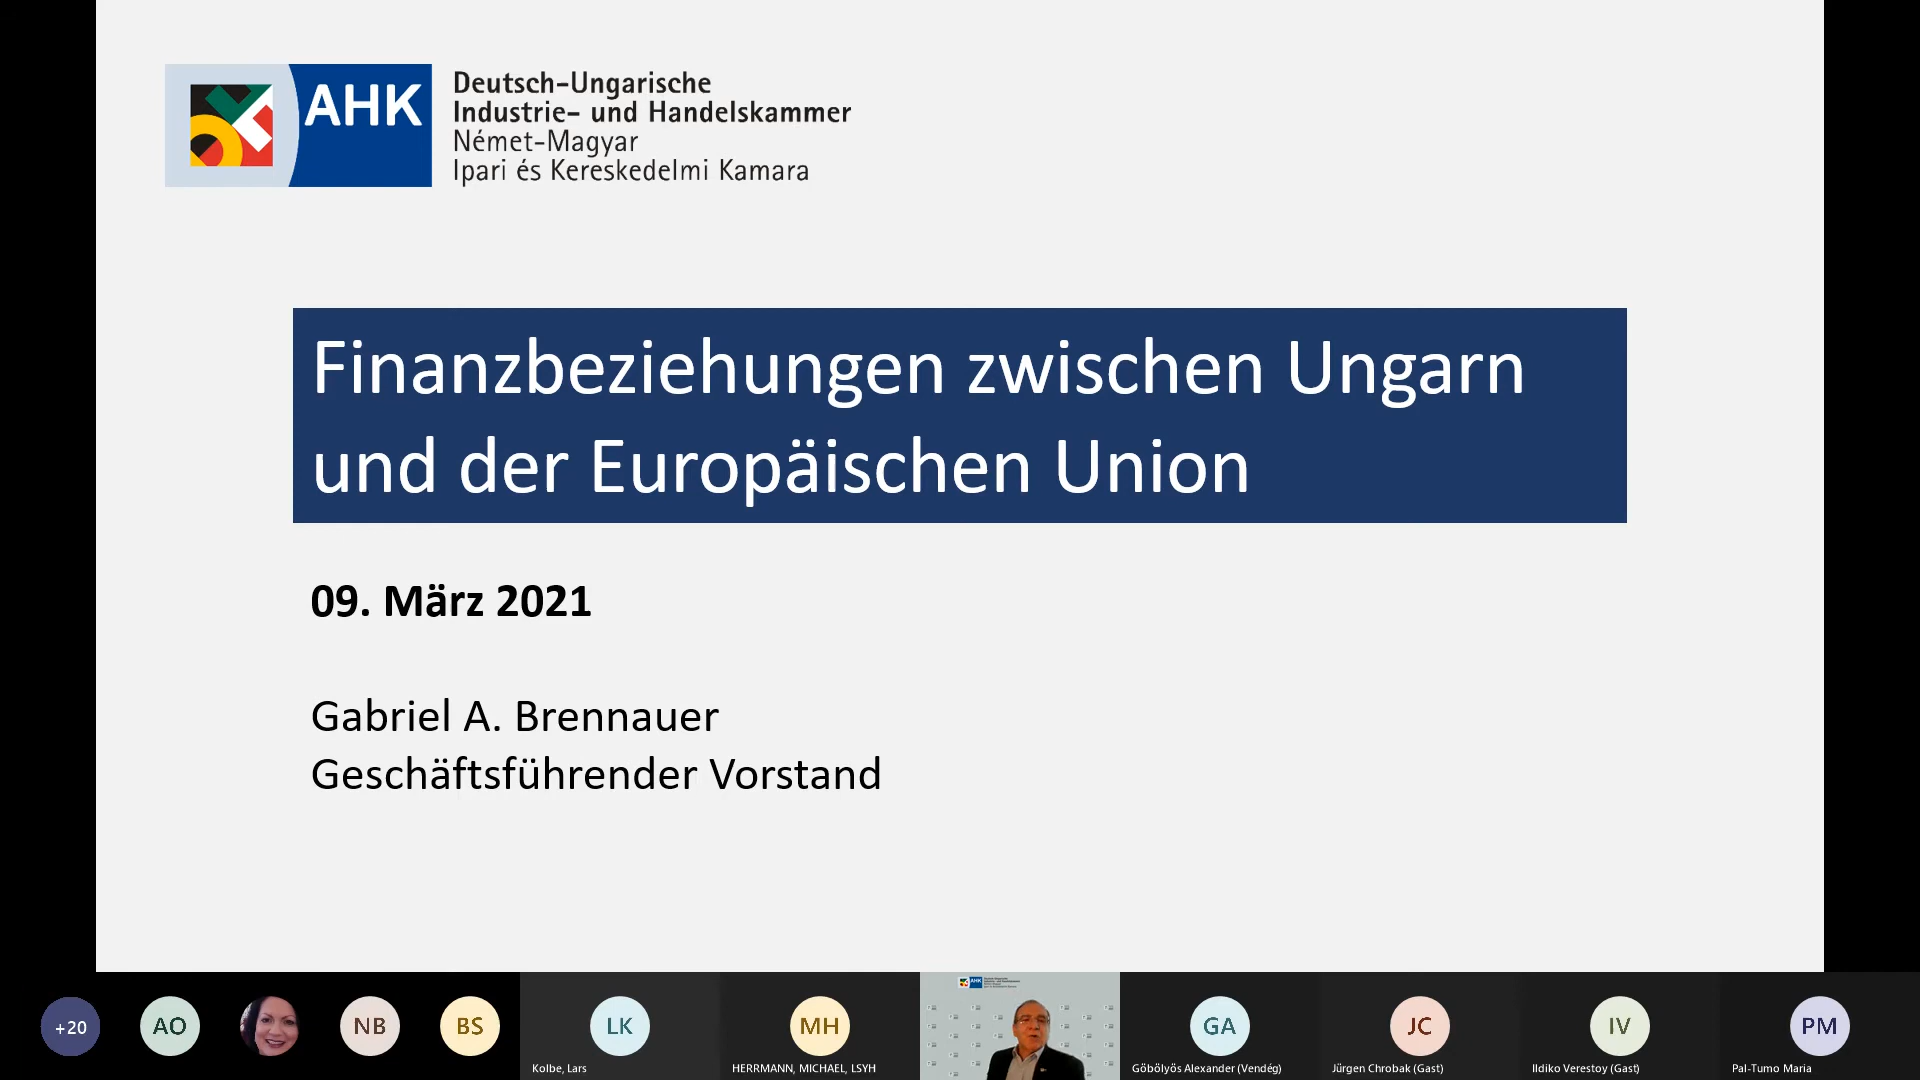 AHK
Deutsch-Ungarische
Industrie- und Handelskammer
Német-Magyar
Ipari és Kereskedelmi Kamara
Finanzbeziehungen zwischen Ungarn
und der Europäischen Union
09. März 2021
Gabriel A. Brennauer
Geschäftsführender Vorstand
+20
AO
NB
BS
LK
Kolbe, Lars
MH
HERRMANN, MICHAEL, LSYH
AHK
GA
Göbölyös Alexander (Vendég)
JC
Jürgen Chrobak (Gast)
IV
Ildiko Verestoy (Gast)
PM
Pal-Tumo Maria